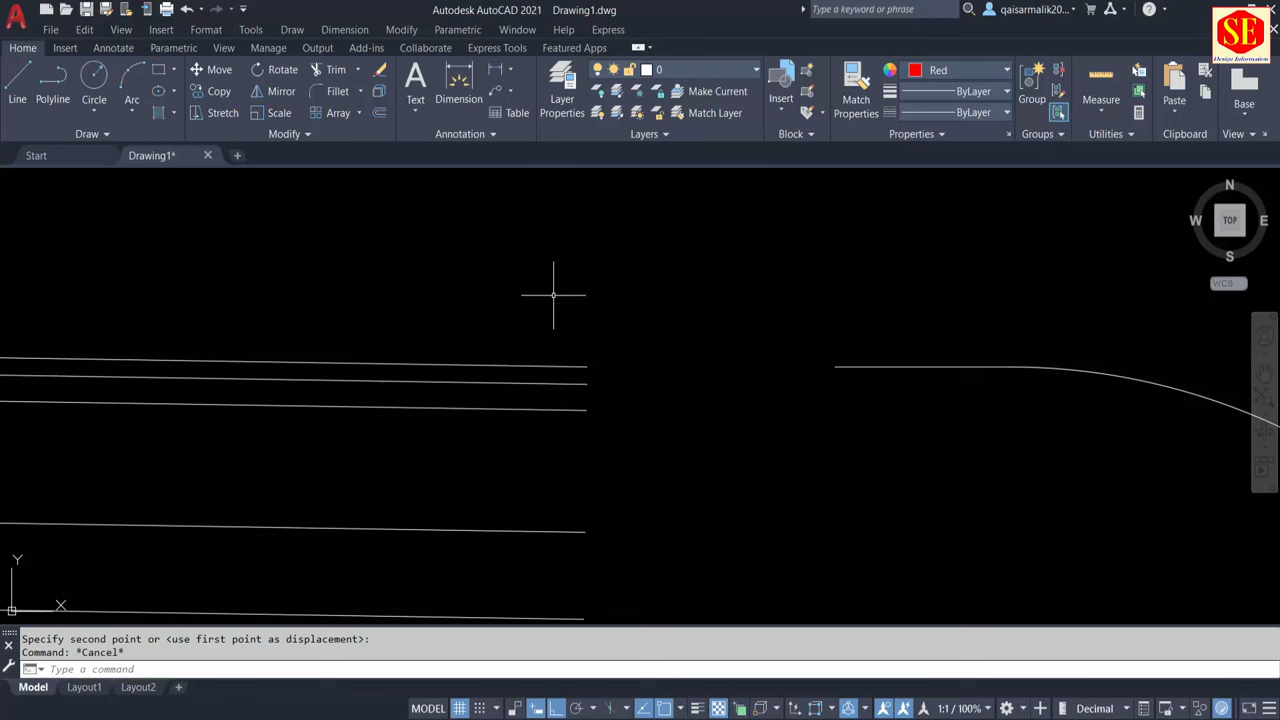 Autodesk AutoCAD 2021 Drawing1.dwg
Type a keyword or phrase
qaisarmalik20...
SE
Design Information
File Edit View Insert Format Tools Draw Dimension Modify Parametric Window Help Express
Home Insert Annotate Parametric View Manage Output Add-ins Collaborate Express Tools Featured Apps
Line Polyline Circle Arc
Move Rotate Trim
Copy Mirror Fillet
Stretch Scale Array
Text Dimension Table
Layer Properties
0
Make Current
Match Layer
Insert
Match Properties
Red
ByLayer
ByLayer
Group
Measure
Paste
Base
Draw Modify Annotation Layers Block Properties Groups Utilities Clipboard View
Start Drawing1*
N
W TOP E
S
WCS
Y
X
Specify second point or <use first point as displacement>:
Command: *Cancel*
Type a command
Model Layout1 Layout2
MODEL 1:1 / 100% Decimal